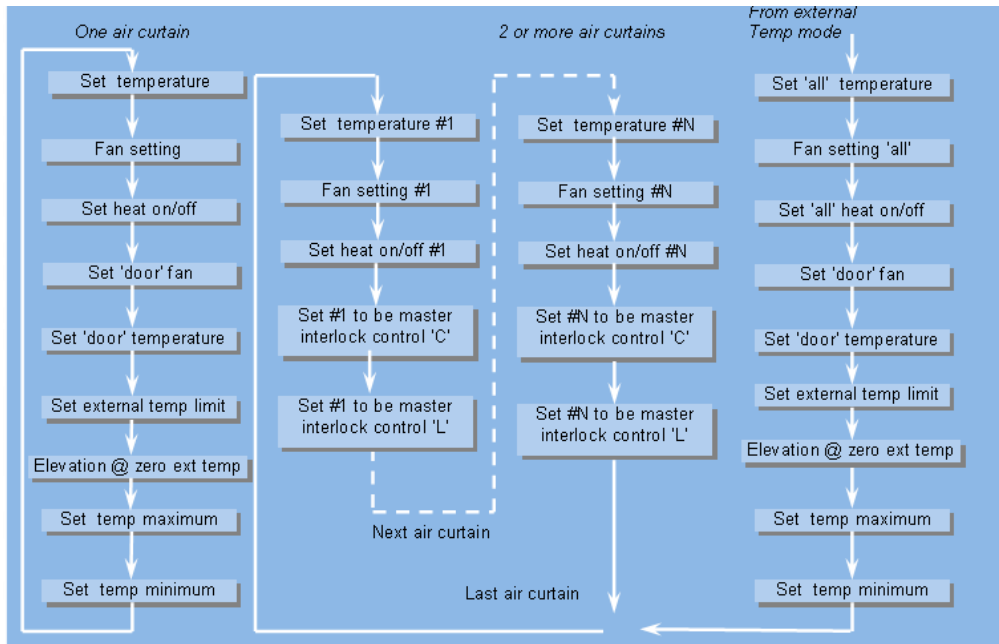 One air curtain
Set temperature
Fan setting
Set heat on/off
Set 'door' fan
Set 'door' temperature
Set external temp limit
Elevation @ zero ext temp
Set temp maximum
Set temp minimum
2 or more air curtains
Set temperature #1
Fan setting #1
Set heat on/off #1
Set #1 to be master
interlock control 'C'
Set #1 to be master
interlock control 'L'
Next air curtain
Set temperature #N
Fan setting #N
Set heat on/off #N
Set #N to be master
interlock control 'C'
Set #N to be master
interlock control 'L'
Last air curtain
From external
Temp mode
Set 'all' temperature
Fan setting 'all'
Set 'all' heat on/off
Set 'door' fan
Set 'door' temperature
Set external temp limit
Elevation @ zero ext temp
Set temp maximum
Set temp minimum